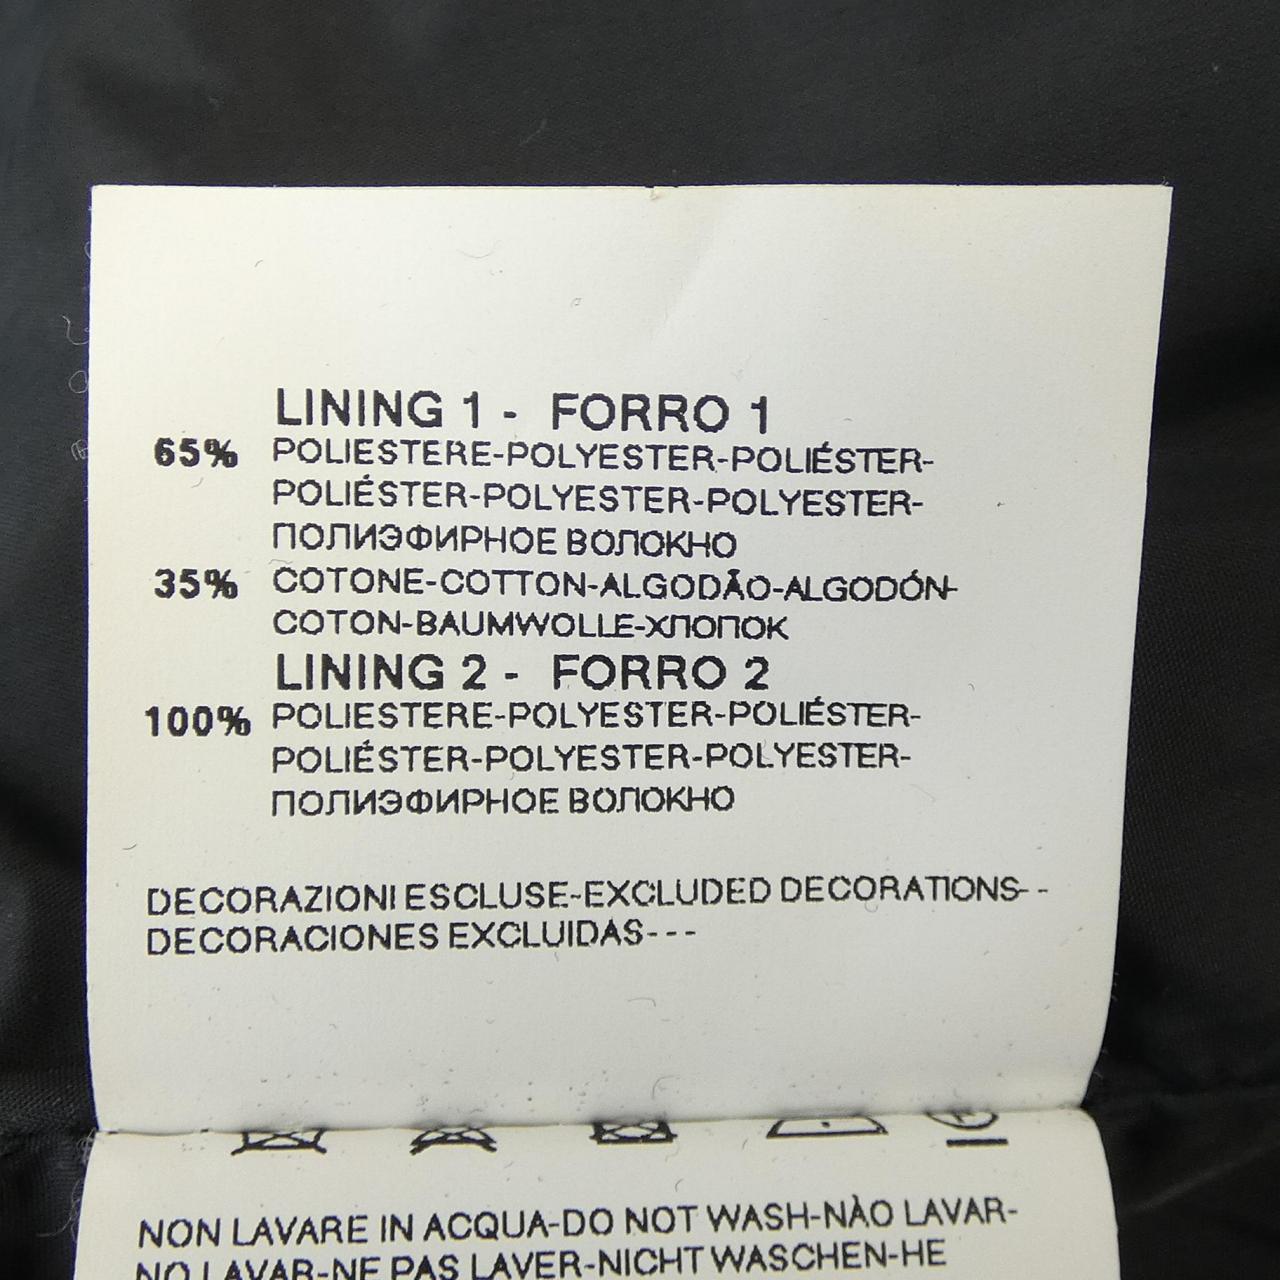 LINING 1 - FORRO 1
65% POLIESTERE-POLYESTER-POLIÉSTER-
POLIÉSTER-POLYESTER-POLYESTER-
ПОЛИЭФИРНОЕ ВОЛОКНО
35% COTONE-COTTON-ALGODÃO-ALGODÓN-
COTON-BAUMWOLLE-ХЛОПОК
LINING 2 - FORRO 2
100% POLIESTERE-POLYESTER-POLIÉSTER-
POLIÉSTER-POLYESTER-POLYESTER-
ПОЛИЭФИРНОЕ ВОЛОКНО
DECORAZIONI ESCLUSE-EXCLUDED DECORATIONS--
DECORACIONES EXCLUIDAS---
NON LAVARE IN ACQUA-DO NOT WASH-NÀO LAVAR-
NO LAVAR-NE PAS LAVER-NICHT WASCHEN-НЕ